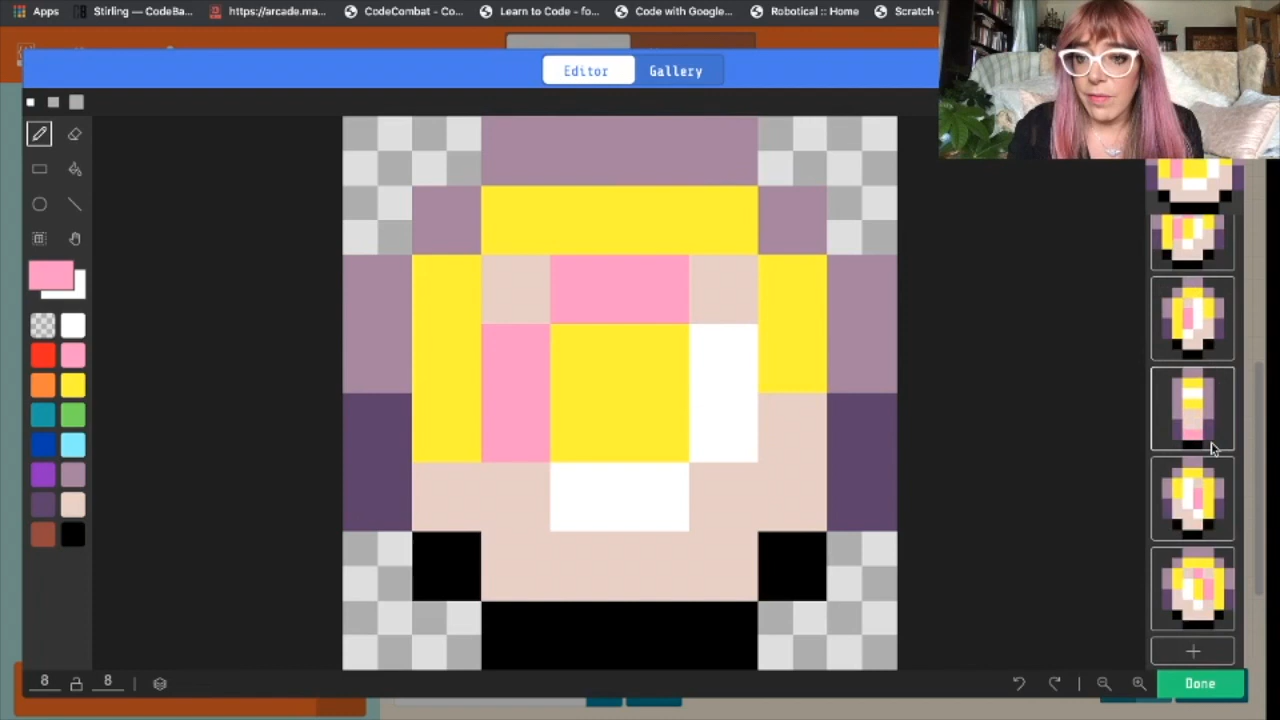 Apps
Stirling — CodeBa...
https://arcade.ma...
CodeCombat - Co...
Learn to Code - fo...
Code with Google...
Robotical :: Home
Scratch -
Editor
Gallery
8
8
Done